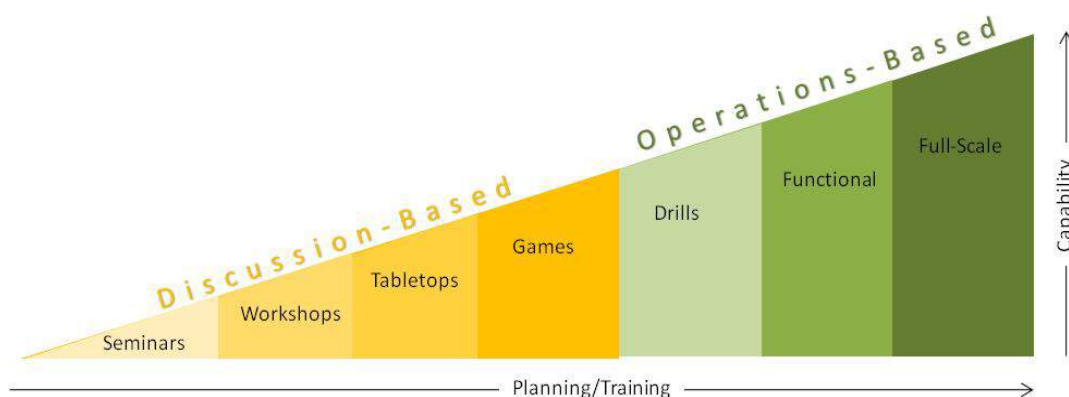 Discussion-Based
Operations-Based
Seminars
Workshops
Tabletops
Games
Drills
Functional
Full-Scale
Capability
Planning/Training